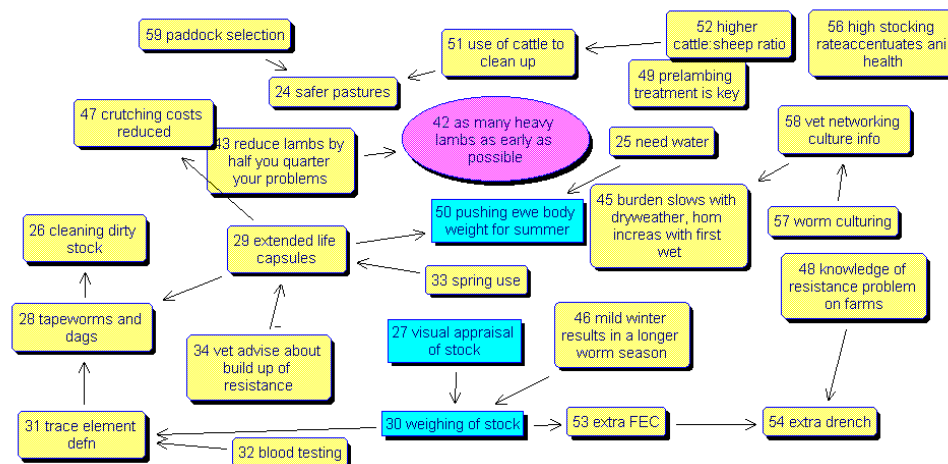 59 paddock selection
51 use of cattle to
clean up
52 higher
cattle:sheep ratio
56 high stocking
rateaccentuates ani
health
24 safer pastures
49 prelambing
treatment is key
47 crutching costs
reduced
43 reduce lambs by
half you quarter
your problems
42 as many heavy
lambs as early as
possible
25 need water
58 vet networking
culture info
50 pushing ewe body
weight for summer
45 burden slows with
dryweather, hom
increas with first
wet
57 worm culturing
26 cleaning dirty
stock
29 extended life
capsules
33 spring use
48 knowledge of
resistance problem
on farms
28 tapeworms and
dags
34 vet advise about
build up of
resistance
27 visual appraisal
of stock
46 mild winter
results in a longer
worm season
31 trace element
defn
32 blood testing
30 weighing of stock
53 extra FEC
54 extra drench